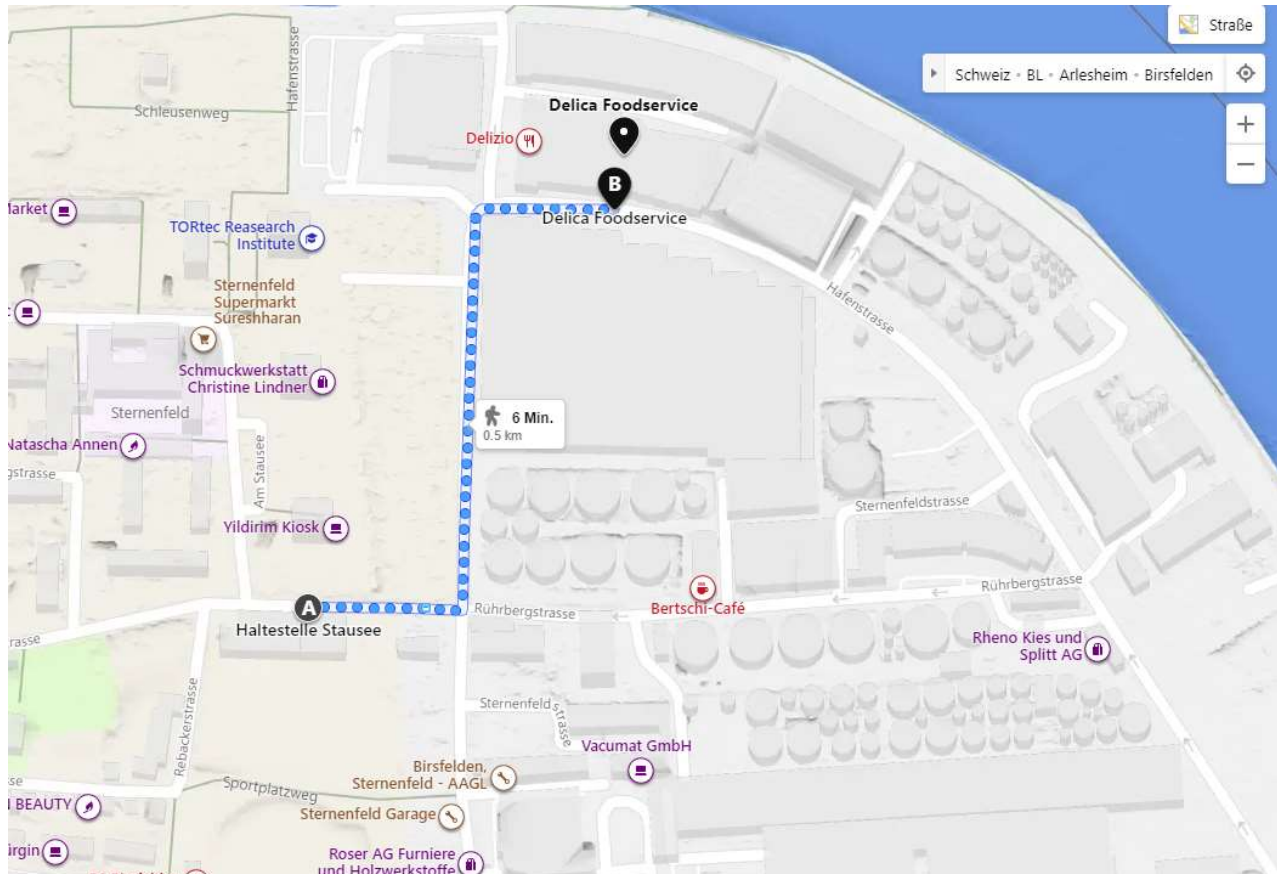 Straße
Schweiz • BL • Arlesheim • Birsfelden
+
−
Hafenstrasse
Schleusenweg
Delica Foodservice
Delizio
B
Delica Foodservice
TORtec Reasearch
Institute
Sternenfeld
Supermarkt
Sureshharan
Hafenstrasse
Schmuckwerkstatt
Christine Lindner
Sternenfeld
6 Min.
0.5 km
Natascha Annen
Am Stausee
Sternenfeldstrasse
Yildirim Kiosk
Rührbergstrasse
A
Haltestelle Stausee
Rührbergstrasse
Bertschi-Café
Rheno Kies und
Splitt AG
Rebackerstrasse
Sternenfeldstrasse
Vacumat GmbH
Birsfelden,
Sternenfeld - AAGL
Sportplatzweg
BEAUTY
Sternenfeld Garage
Roser AG Furniere
und Holzwerkstoffe